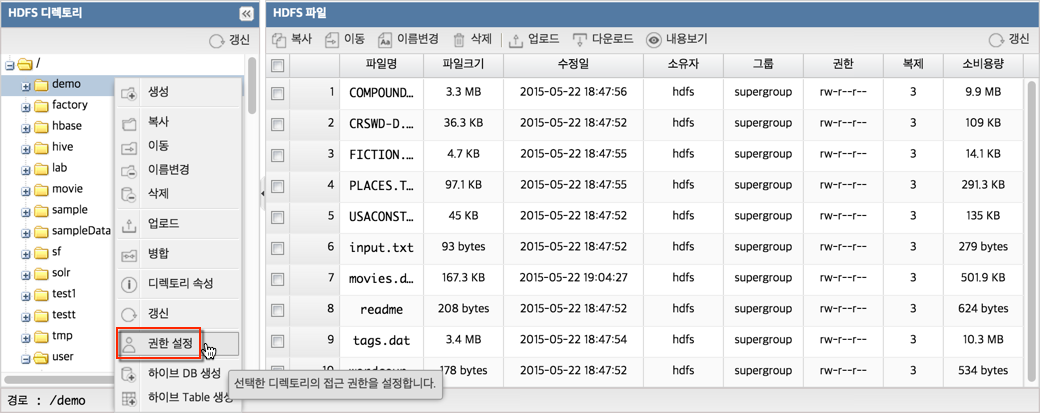 HDFS 디렉토리
갱신
/
demo
factory
hbase
hive
lab
movie
sample
sampleData
sf
solr
test1
testt
tmp
user
경로 : /demo
생성
복사
이동
이름변경
삭제
업로드
병합
디렉토리 속성
갱신
권한 설정
하이브 DB 생성
하이브 Table 생성
선택한 디렉토리의 접근 권한을 설정합니다.
HDFS 파일
복사 이동 이름변경 삭제 업로드 다운로드 내용보기 갱신
파일명 파일크기 수정일 소유자 그룹 권한 복제 소비용량
1 COMPOUND... 3.3 MB 2015-05-22 18:47:56 hdfs supergroup rw-r--r-- 3 9.9 MB
2 CRSWD-D.... 36.3 KB 2015-05-22 18:47:52 hdfs supergroup rw-r--r-- 3 109 KB
3 FICTION.... 4.7 KB 2015-05-22 18:47:55 hdfs supergroup rw-r--r-- 3 14.1 KB
4 PLACES.T... 97.1 KB 2015-05-22 18:47:55 hdfs supergroup rw-r--r-- 3 291.3 KB
5 USACONST... 45 KB 2015-05-22 18:47:52 hdfs supergroup rw-r--r-- 3 135 KB
6 input.txt 93 bytes 2015-05-22 18:47:52 hdfs supergroup rw-r--r-- 3 279 bytes
7 movies.d... 167.3 KB 2015-05-22 19:04:27 hdfs supergroup rw-r--r-- 3 501.9 KB
8 readme 208 bytes 2015-05-22 18:47:52 hdfs supergroup rw-r--r-- 3 624 bytes
9 tags.dat 3.4 MB 2015-05-22 18:47:52 hdfs supergroup rw-r--r-- 3 10.3 MB
10 178 bytes 2015-05-22 18:47:52 hdfs supergroup rw-r--r-- 3 534 bytes